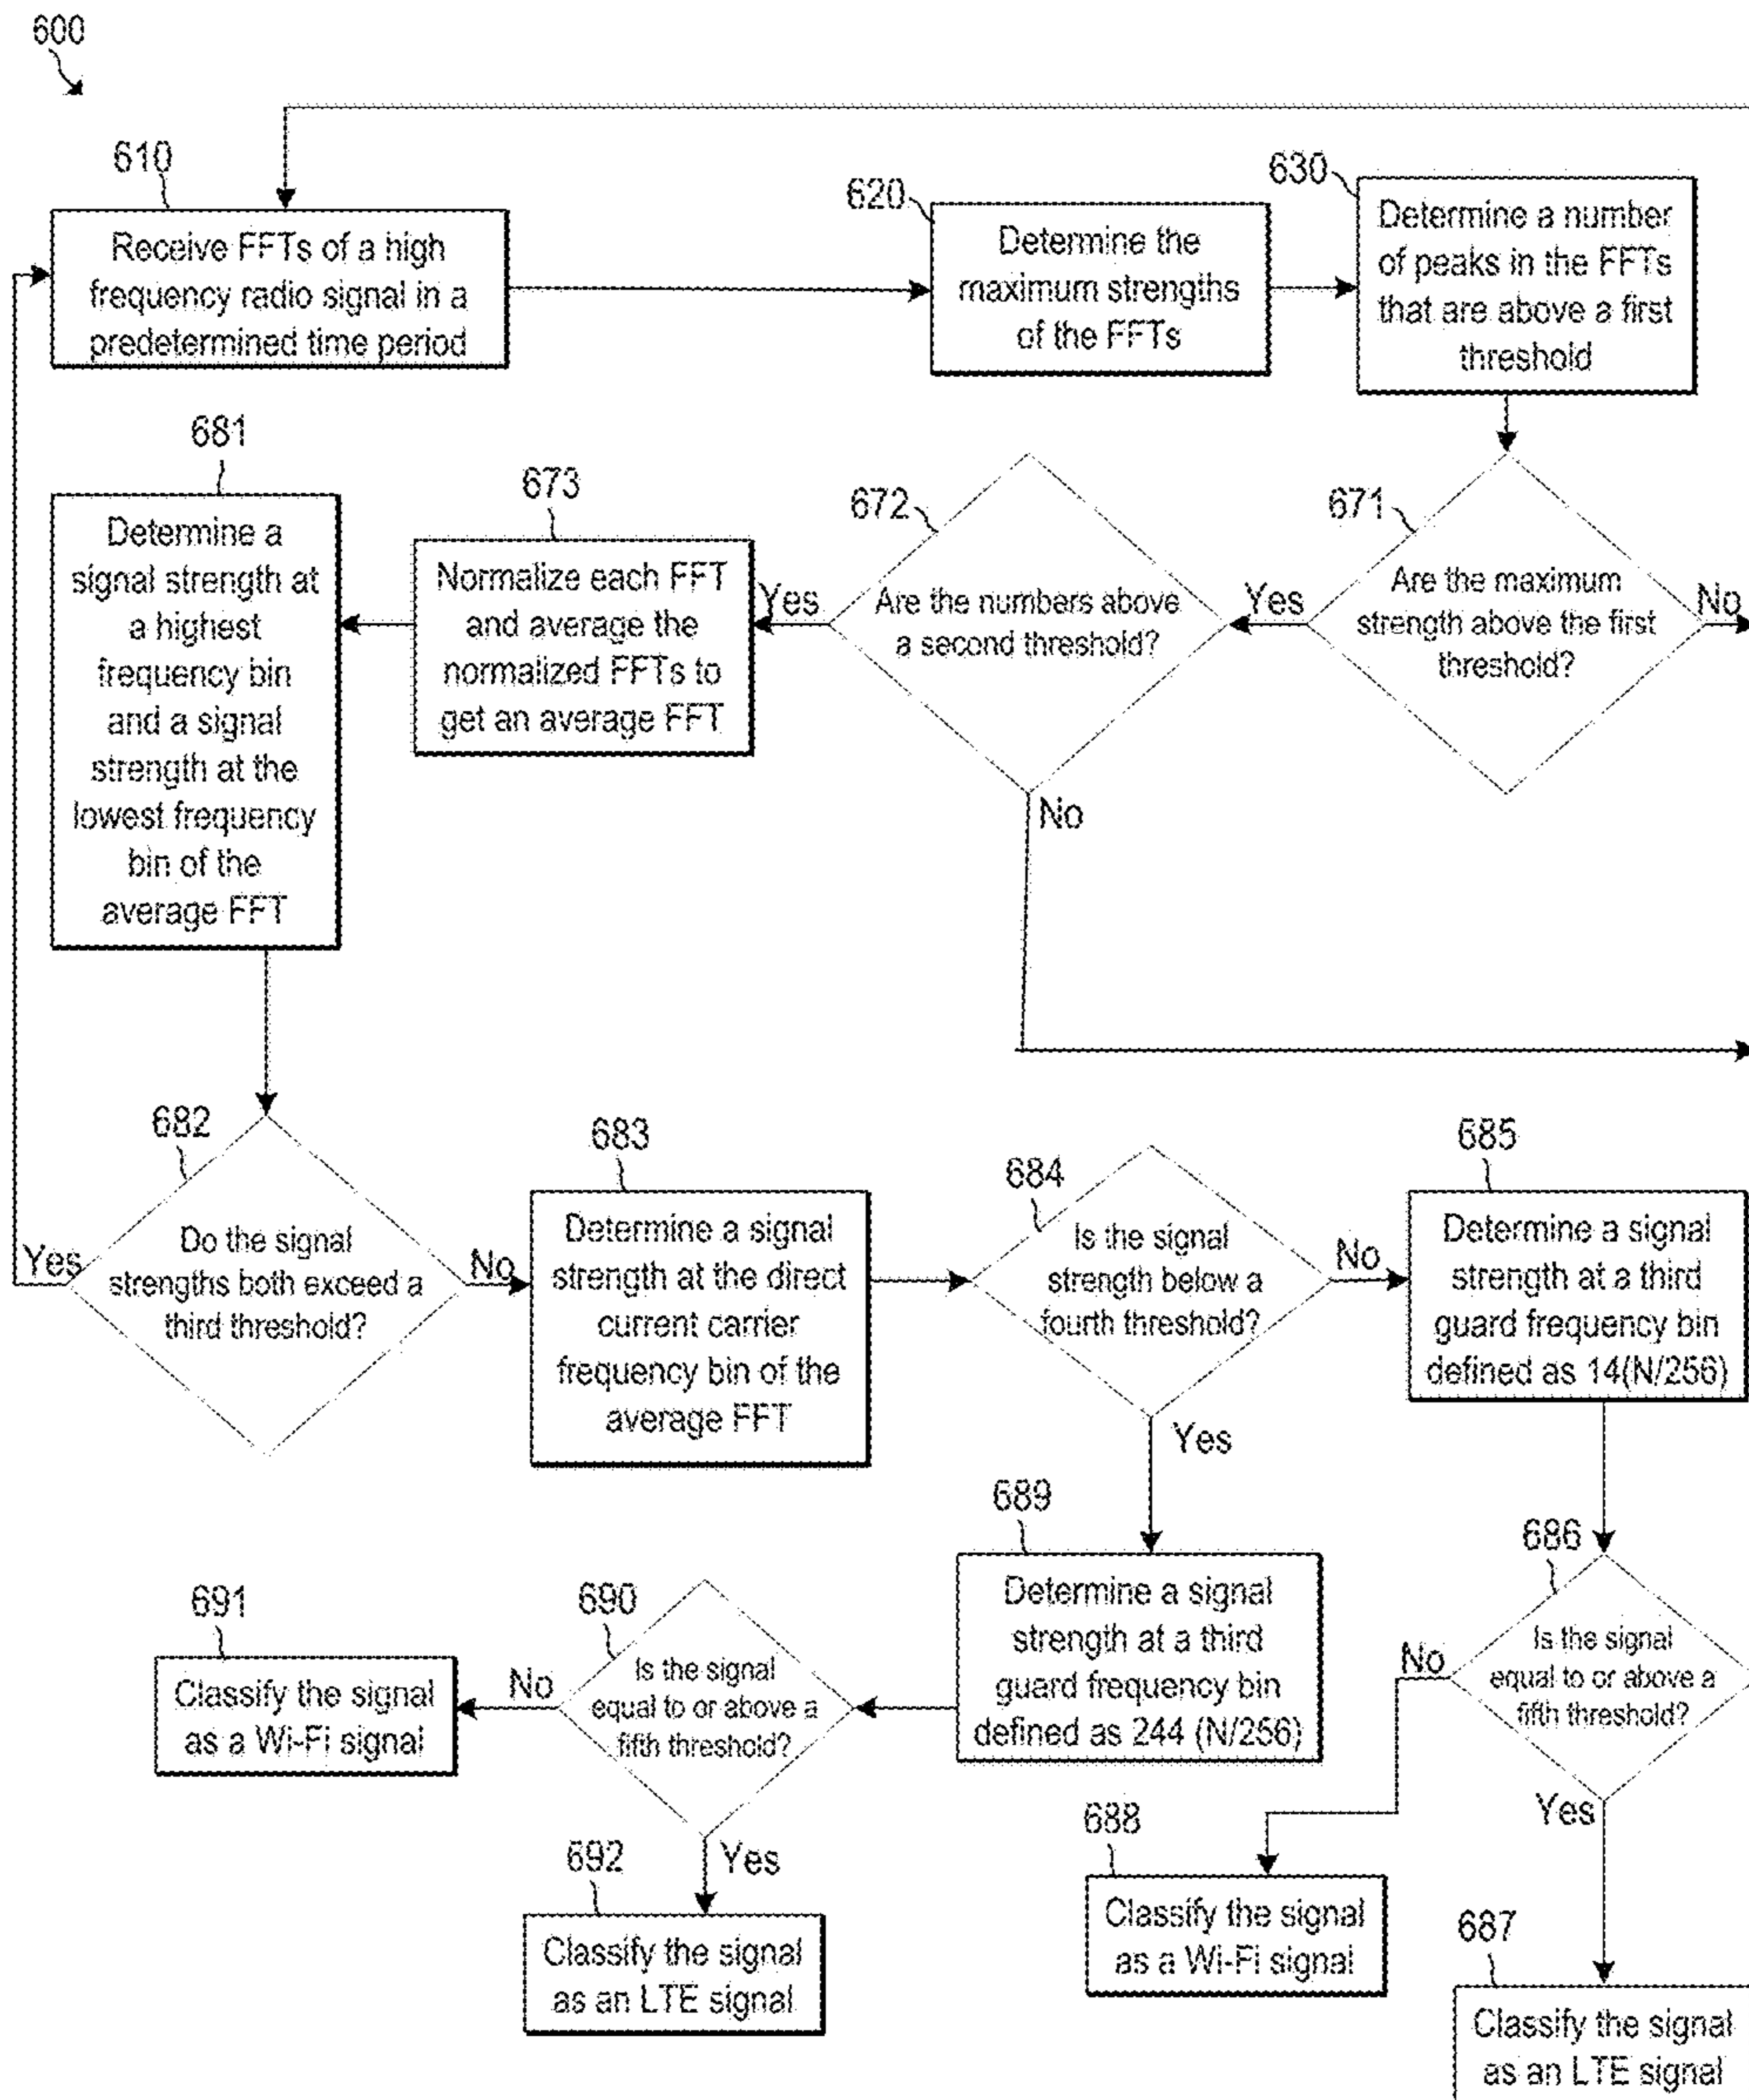 600
610
Receive FFTs of a high
frequency radio signal in a
predetermined time period
620
Determine the
maximum strengths
of the FFTs
630
Determine a number
of peaks in the FFTs
that are above a first
threshold
671
Are the maximum
strength above the first
threshold?
No
Yes
672
Are the numbers above
a second threshold?
Yes
No
673
Normalize each FFT
and average the
normalized FFTs to
get an average FFT
681
Determine a
signal strength at
a highest
frequency bin
and a signal
strength at the
lowest frequency
bin of the
average FFT
682
Do the signal
strengths both exceed a
third threshold?
Yes
No
683
Determine a signal
strength at the direct
current carrier
frequency bin of the
average FFT
684
Is the signal
strength below a
fourth threshold?
No
Yes
685
Determine a signal
strength at a third
guard frequency bin
defined as 14(N/256)
686
Is the signal
equal to or above a
fifth threshold?
No
Yes
689
Determine a signal
strength at a third
guard frequency bin
defined as 244 (N/256)
690
Is the signal
equal to or above a
fifth threshold?
No
Yes
691
Classify the signal
as a Wi-Fi signal
692
Classify the signal
as an LTE signal
688
Classify the signal
as a Wi-Fi signal
687
Classify the signal
as an LTE signal